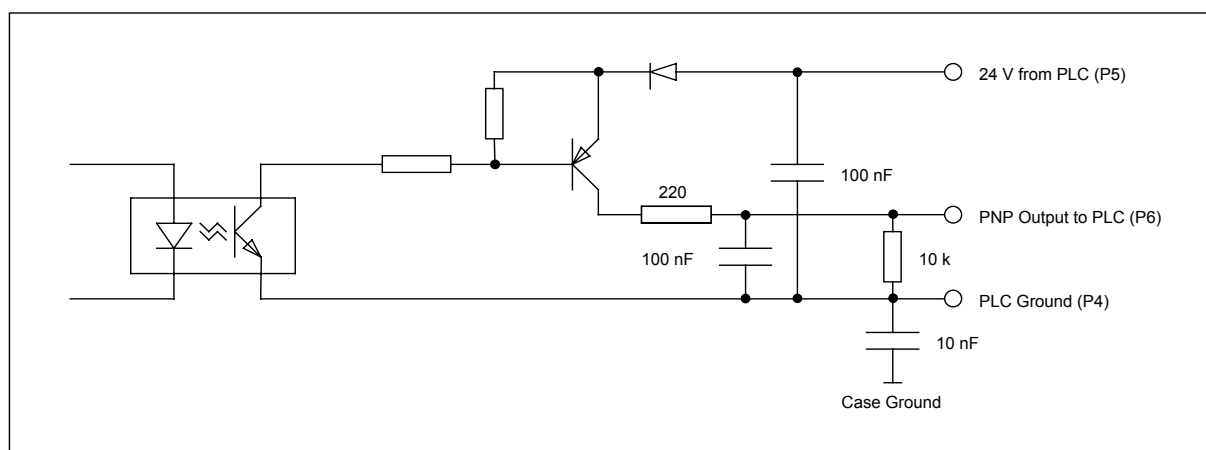 24 V from PLC (P5)
100 nF
220
PNP Output to PLC (P6)
100 nF
10 k
PLC Ground (P4)
10 nF
Case Ground